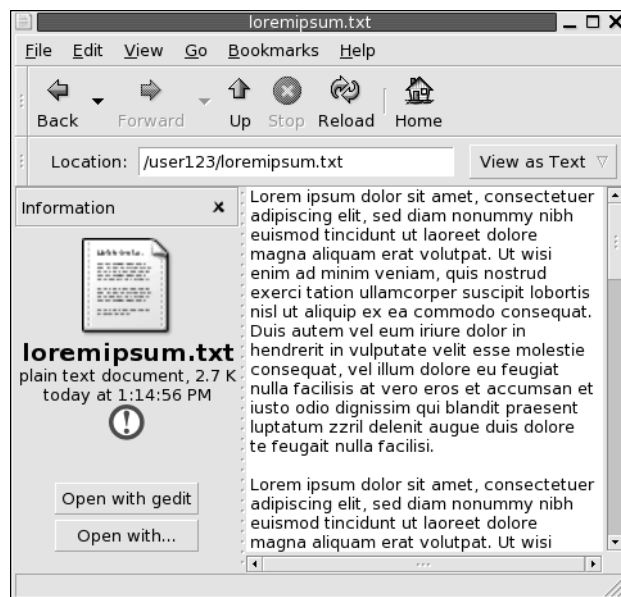 loremipsum.txt
File Edit View Go Bookmarks Help
Back Forward Up Stop Reload Home
Location: /user123/loremipsum.txt View as Text
Information
loremipsum.txt
plain text document, 2.7 K
today at 1:14:56 PM
Open with gedit
Open with...
Lorem ipsum dolor sit amet, consectetuer
adipiscing elit, sed diam nonummy nibh
euismod tincidunt ut laoreet dolore
magna aliquam erat volutpat. Ut wisi
enim ad minim veniam, quis nostrud
exerci tation ullamcorper suscipit lobortis
nisl ut aliquip ex ea commodo consequat.
Duis autem vel eum iriure dolor in
hendrerit in vulputate velit esse molestie
consequat, vel illum dolore eu feugiat
nulla facilisis at vero eros et accumsan et
iusto odio dignissim qui blandit praesent
luptatum zzril delenit augue duis dolore
te feugait nulla facilisi.
Lorem ipsum dolor sit amet, consectetuer
adipiscing elit, sed diam nonummy nibh
euismod tincidunt ut laoreet dolore
magna aliquam erat volutpat. Ut wisi